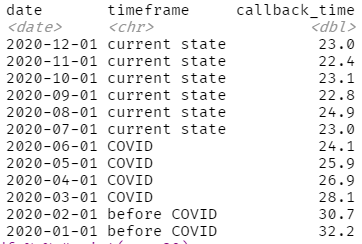 date timeframe callback_time
<date> <chr> <dbl>
2020-12-01 current state 23.0
2020-11-01 current state 22.4
2020-10-01 current state 23.1
2020-09-01 current state 22.8
2020-08-01 current state 24.9
2020-07-01 current state 23.0
2020-06-01 COVID 24.1
2020-05-01 COVID 25.9
2020-04-01 COVID 26.9
2020-03-01 COVID 28.1
2020-02-01 before COVID 30.7
2020-01-01 before COVID 32.2